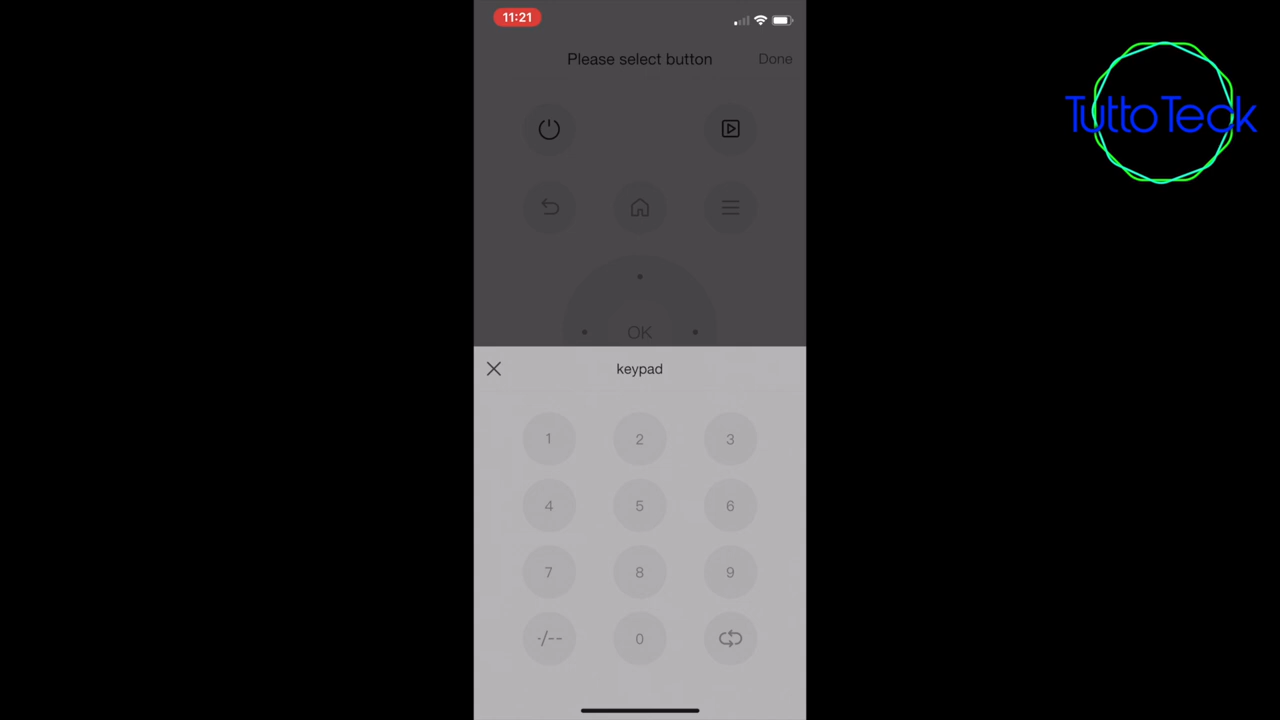 11:21
Please select button
Done
TuttoTeck
OK
keypad
1 2 3
4 5 6
7 8 9
-/-- 0